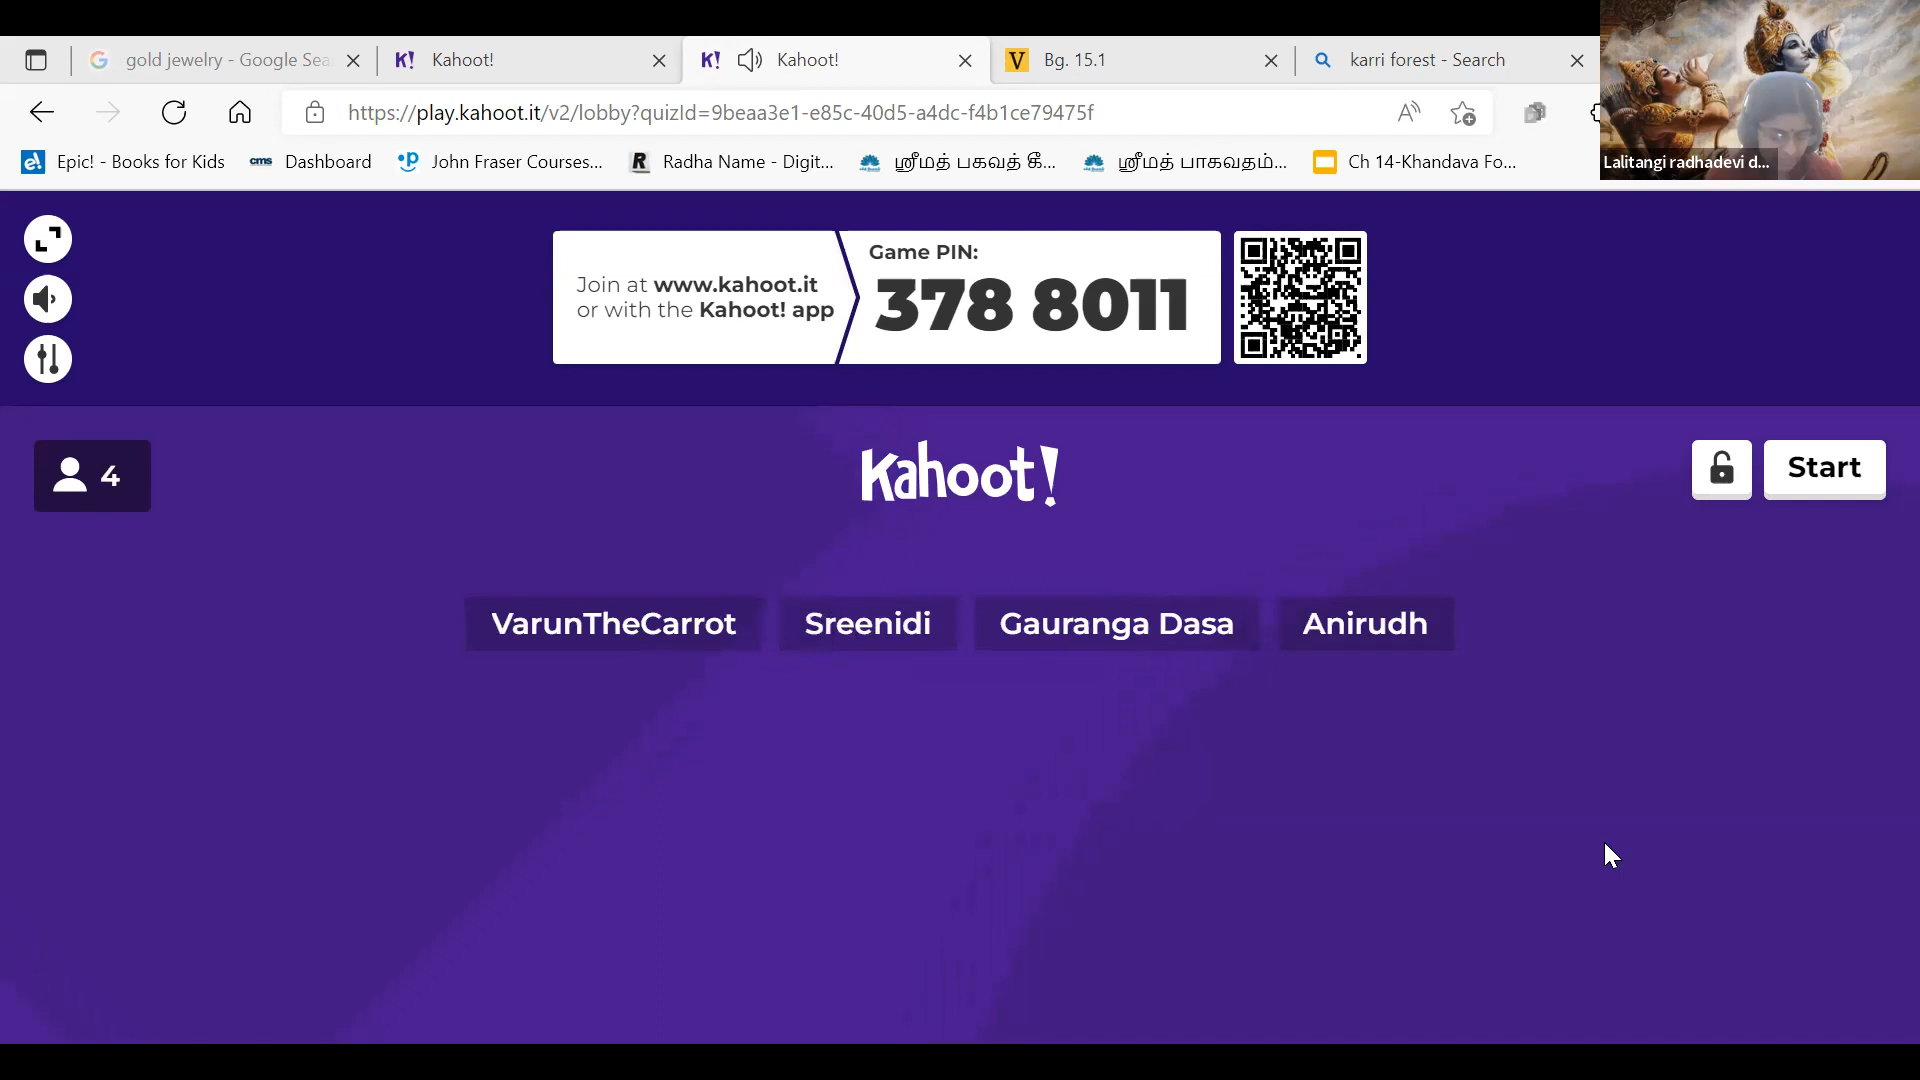 gold jewelry - Google Sea
Kahoot!
Kahoot!
Bg. 15.1
karri forest - Search
https://play.kahoot.it/v2/lobby?quizId=9beaa3e1-e85c-40d5-a4dc-f4b1ce79475f
Epic! - Books for Kids
cms
Dashboard
John Fraser Courses...
Radha Name - Digit...
ஸ்ரீமத் பகவத் கீ...
ஸ்ரீமத் பாகவதம்...
Ch 14-Khandava Fo...
Lalitangi radhadevi d...
Join at www.kahoot.it
or with the Kahoot! app
Game PIN:
378 8011
4
Kahoot!
Start
VarunTheCarrot
Sreenidi
Gauranga Dasa
Anirudh